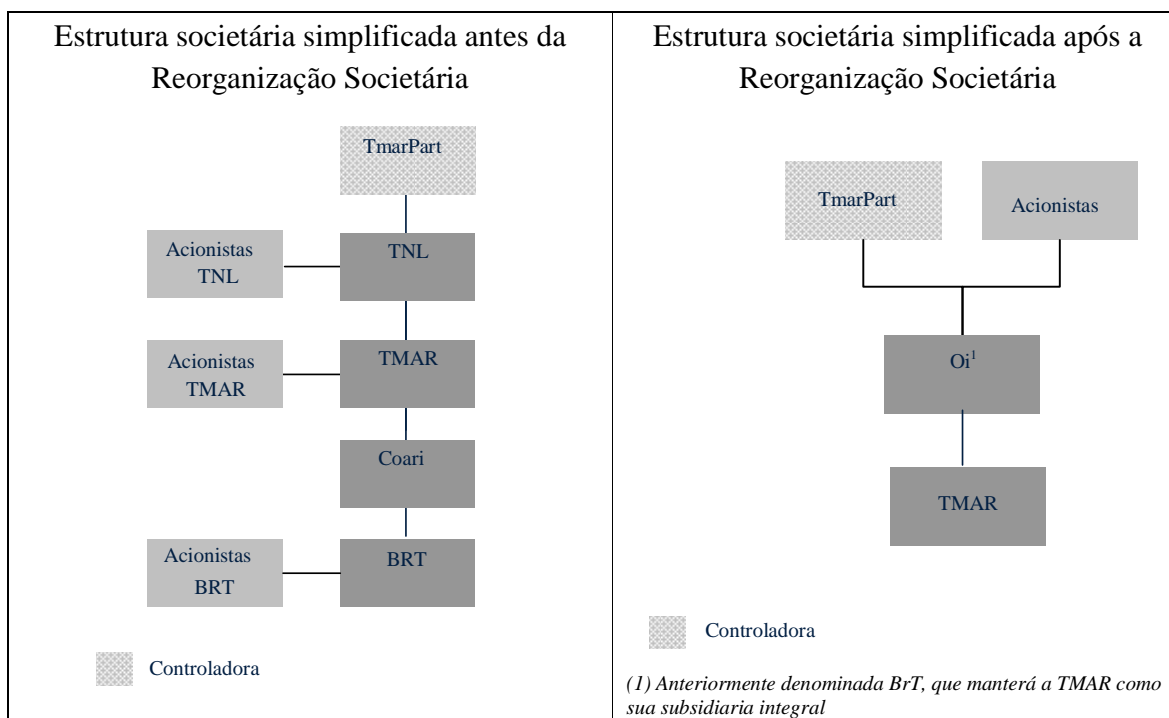 Estrutura societária simplificada antes da
Reorganização Societária
TmarPart
Acionistas
TNL
TNL
Acionistas
TMAR
TMAR
Coari
Acionistas
BRT
BRT
Controladora
Estrutura societária simplificada após a
Reorganização Societária
TmarPart
Acionistas
Oi¹
TMAR
Controladora
(1) Anteriormente denominada BrT, que manterá a TMAR como
sua subsidiaria integral